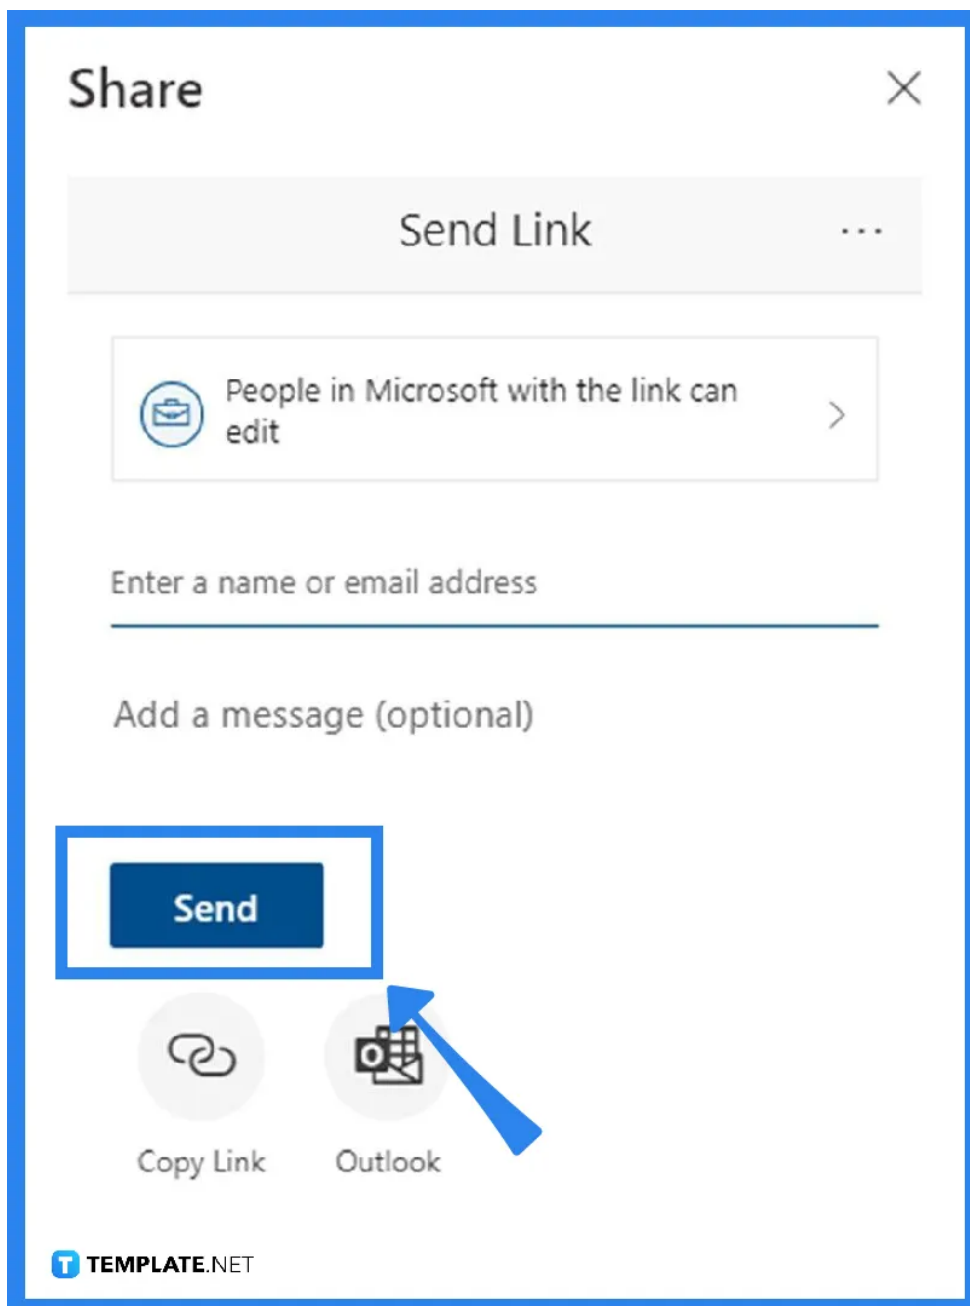 Share
Send Link
People in Microsoft with the link can
edit
Enter a name or email address
Add a message (optional)
Send
Copy Link
Outlook
TEMPLATE.NET